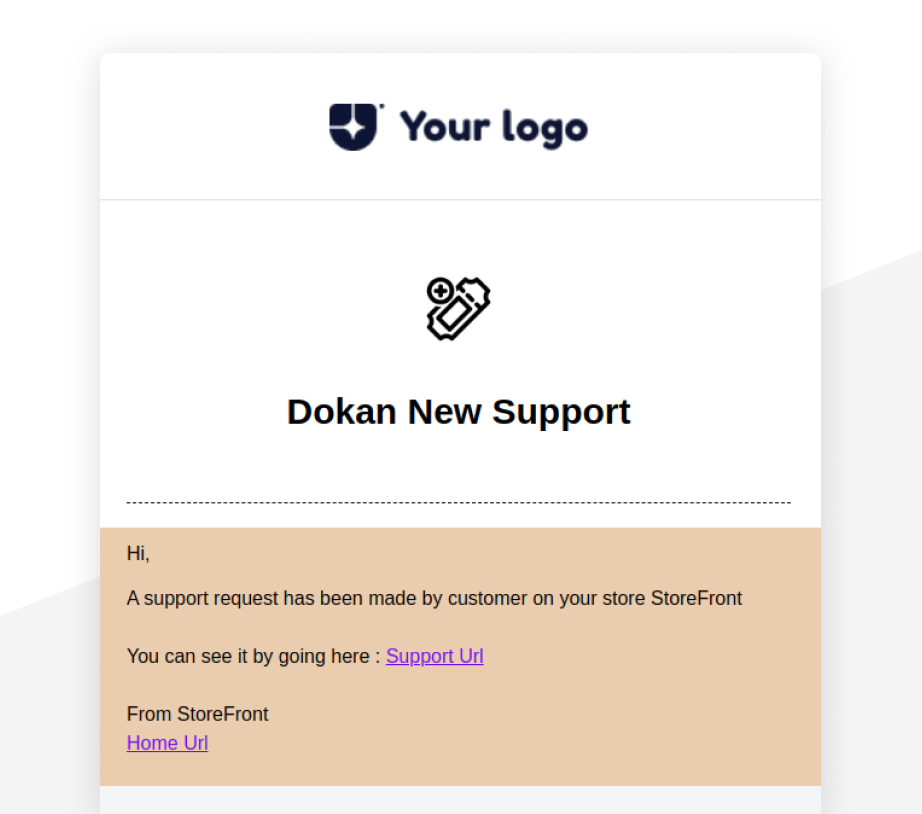 Your logo
Dokan New Support
Hi,
A support request has been made by customer on your store StoreFront
You can see it by going here : Support Url
From StoreFront
Home Url